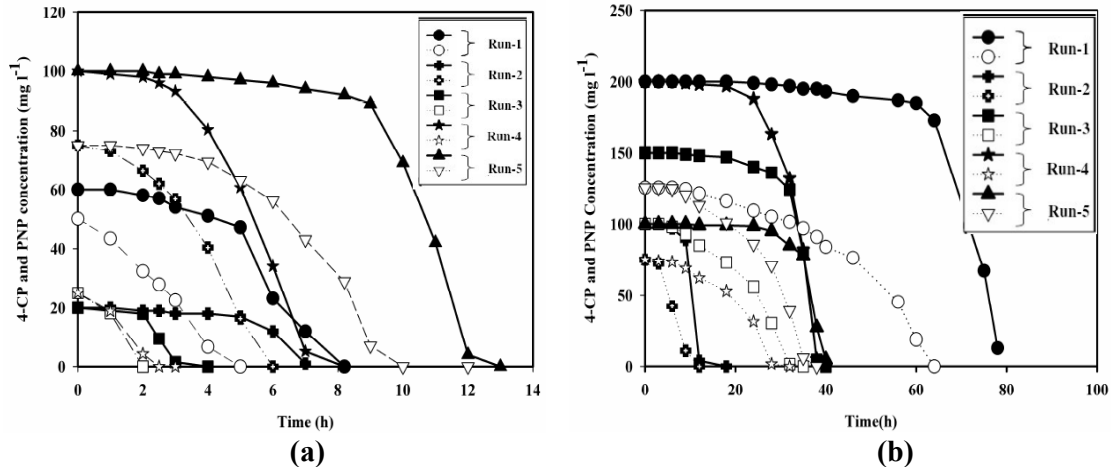 4-CP and PNP concentration (mg l⁻¹)
120
100
80
60
40
20
0
0 2 4 6 8 10 12 14
Time (h)
Run-1
Run-2
Run-3
Run-4
Run-5
(a)
4-CP and PNP Concentration (mg l⁻¹)
250
200
150
100
50
0
0 20 40 60 80 100
Time(h)
Run-1
Run-2
Run-3
Run-4
Run-5
(b)